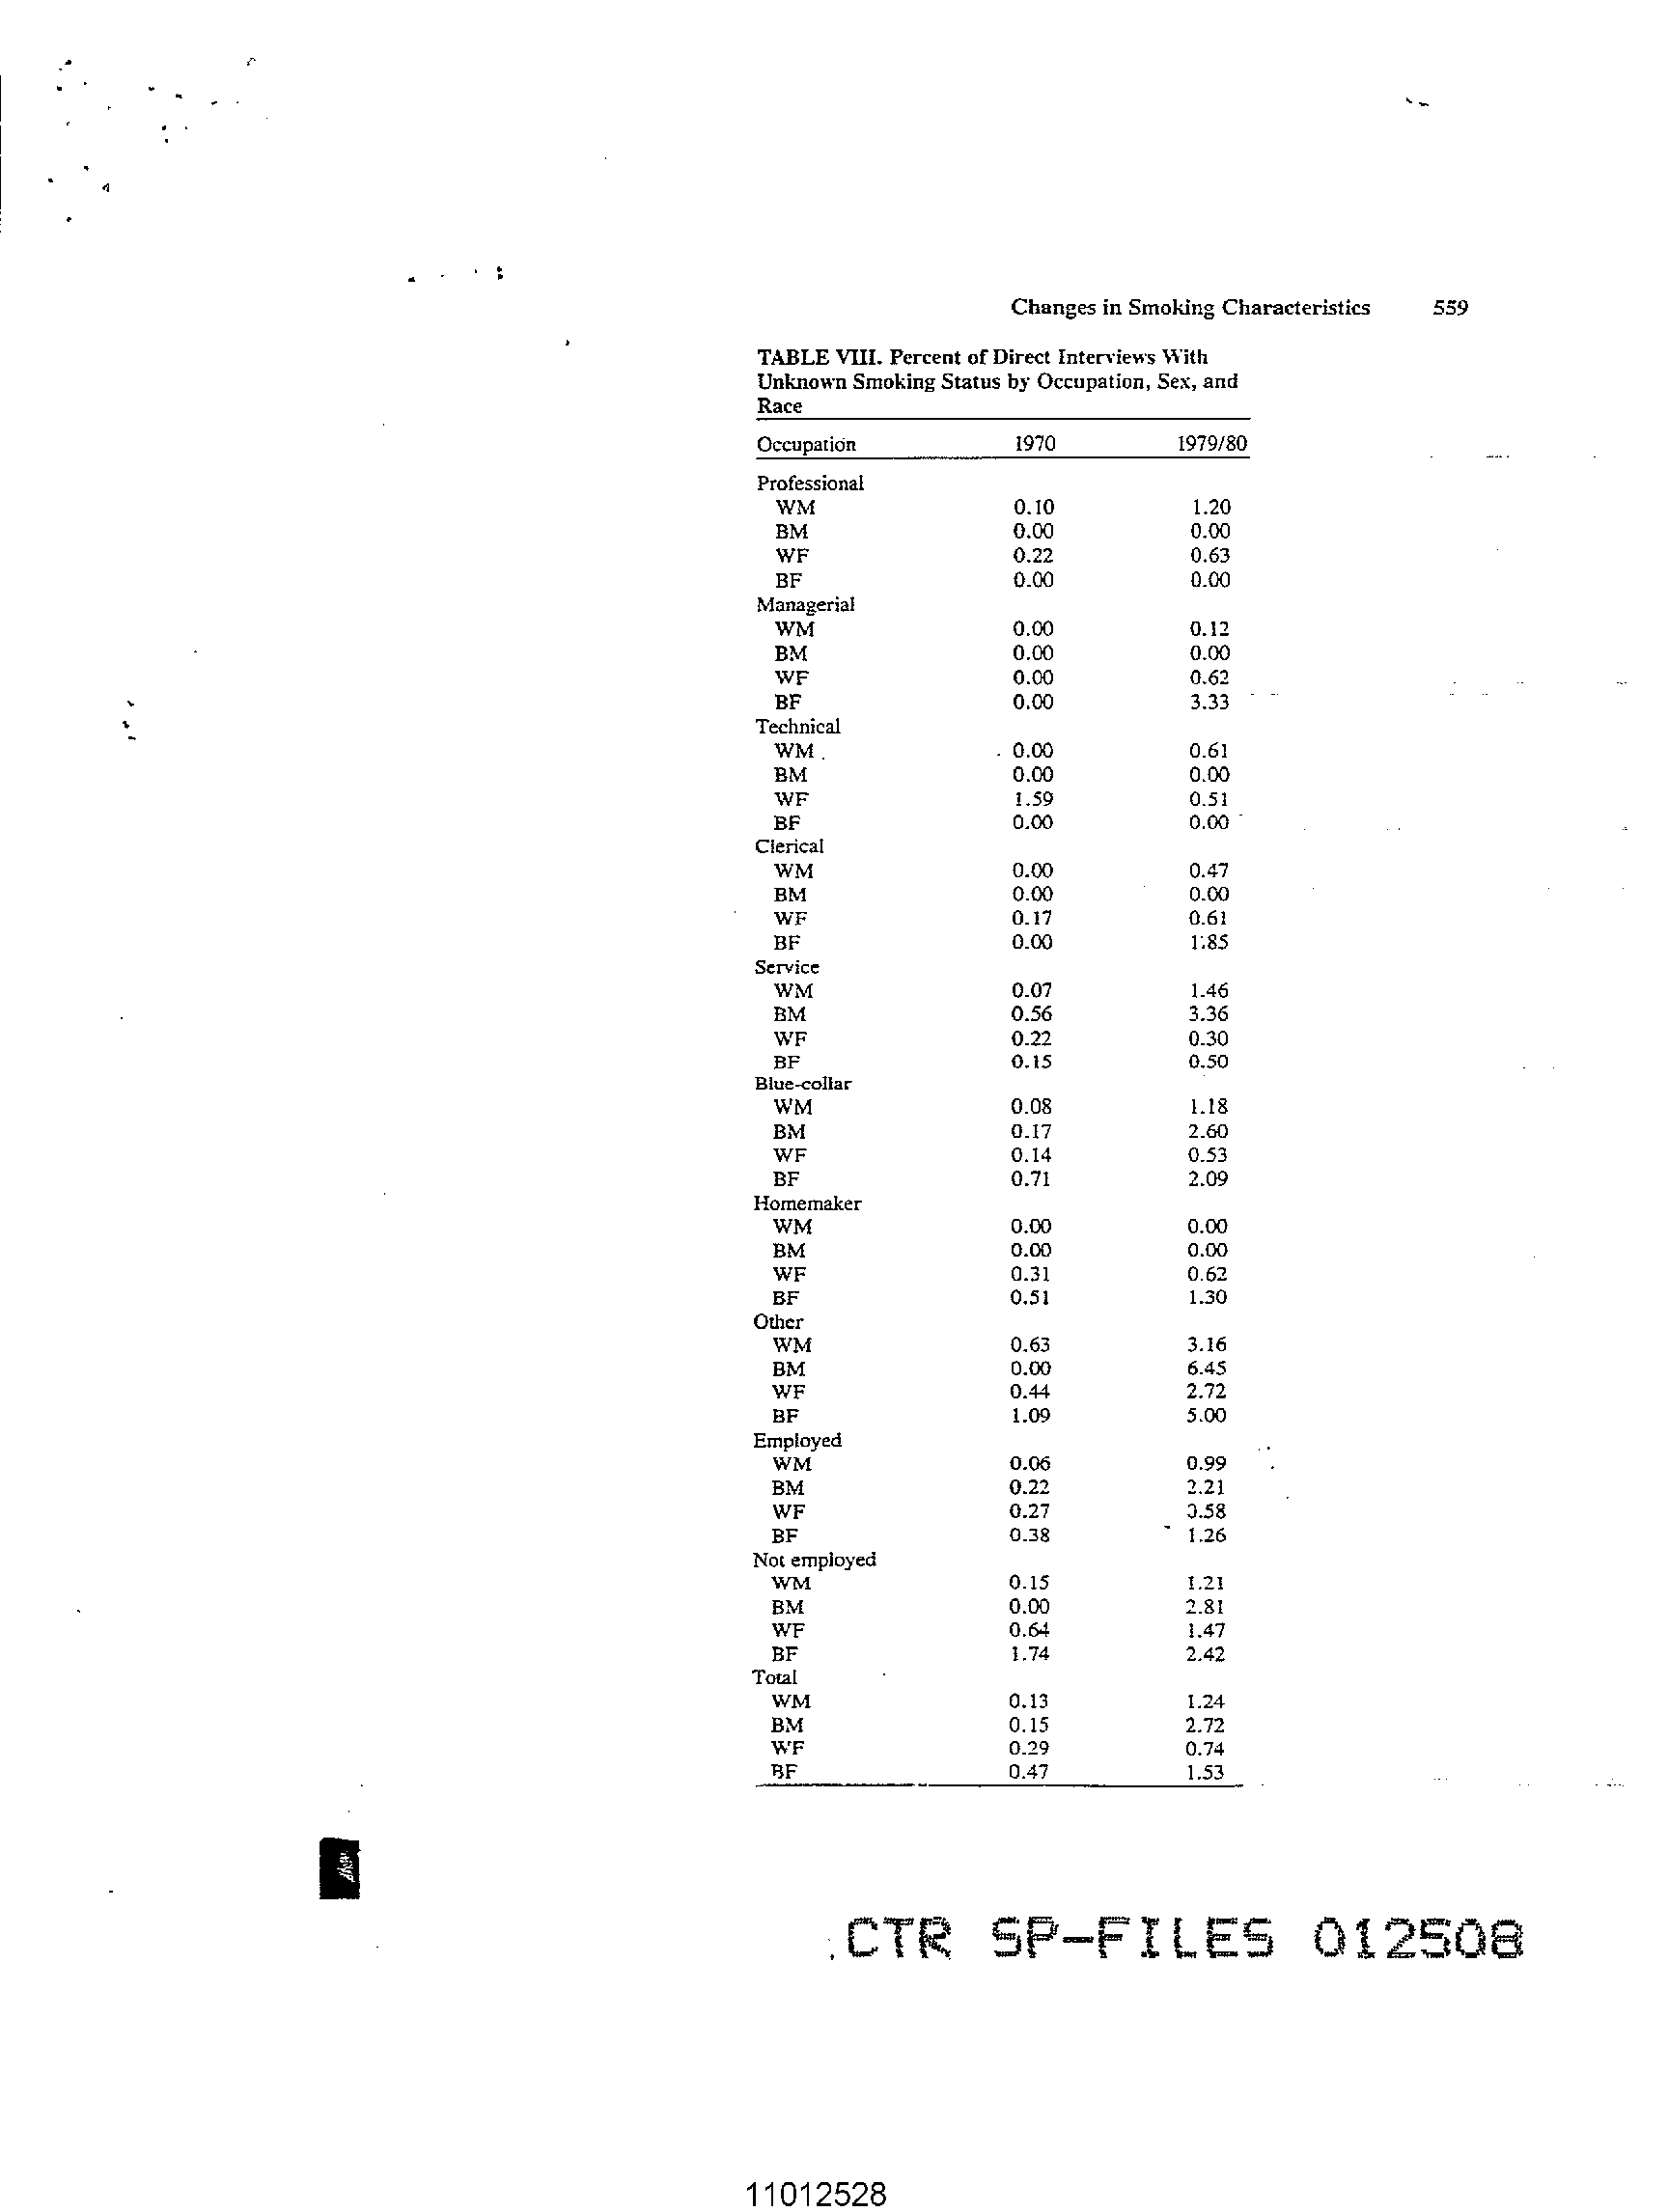 Changes in Smoking Characteristics 559
TABLE VIII. Percent of Direct Interviews With
Unknown Smoking Status by Occupation, Sex, and
Race
Occupation 1970 1979/80
Professional
WM 0.10 1.20
BM 0.00 0.00
WF 0.22 0.63
BF 0.00 0.00
Managerial
WM 0.00 0.12
BM 0.00 0.00
WF 0.00 0.62
BF 0.00 3.33
Technical
WM 0.00 0.61
BM 0.00 0.00
WF 1.59 0.51
BF 0.00 0.00
Clerical
WM 0.00 0.47
BM 0.00 0.00
WF 0.17 0.61
BF 0.00 1.85
Service
WM 0.07 1.46
BM 0.56 3.36
WF 0.22 0.30
BF 0.15 0.50
Blue-collar
WM 0.08 1.18
BM 0.17 2.60
WF 0.14 0.53
BF 0.71 2.09
Homemaker
WM 0.00 0.00
BM 0.00 0.00
WF 0.31 0.62
BF 0.51 1.30
Other
WM 0.63 3.16
BM 0.00 6.45
WF 0.44 2.72
BF 1.09 5.00
Employed
WM 0.06 0.99
BM 0.22 2.21
WF 0.27 0.58
BF 0.38 1.26
Not employed
WM 0.15 1.21
BM 0.00 2.81
WF 0.64 1.47
BF 1.74 2.42
Total
WM 0.13 1.24
BM 0.15 2.72
WF 0.29 0.74
BF 0.47 1.53
CTR SP-FILES 012508
11012528